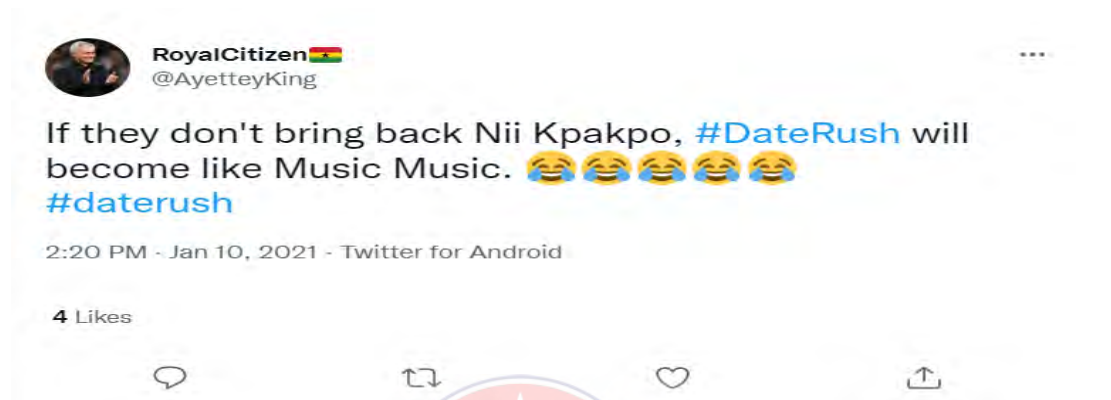 RoyalCitizen🇬🇭
@AyetteyKing
If they don't bring back Nii Kpakpo, #DateRush will
become like Music Music. 😂😂😂😂😂
#daterush
2:20 PM · Jan 10, 2021 · Twitter for Android
4 Likes